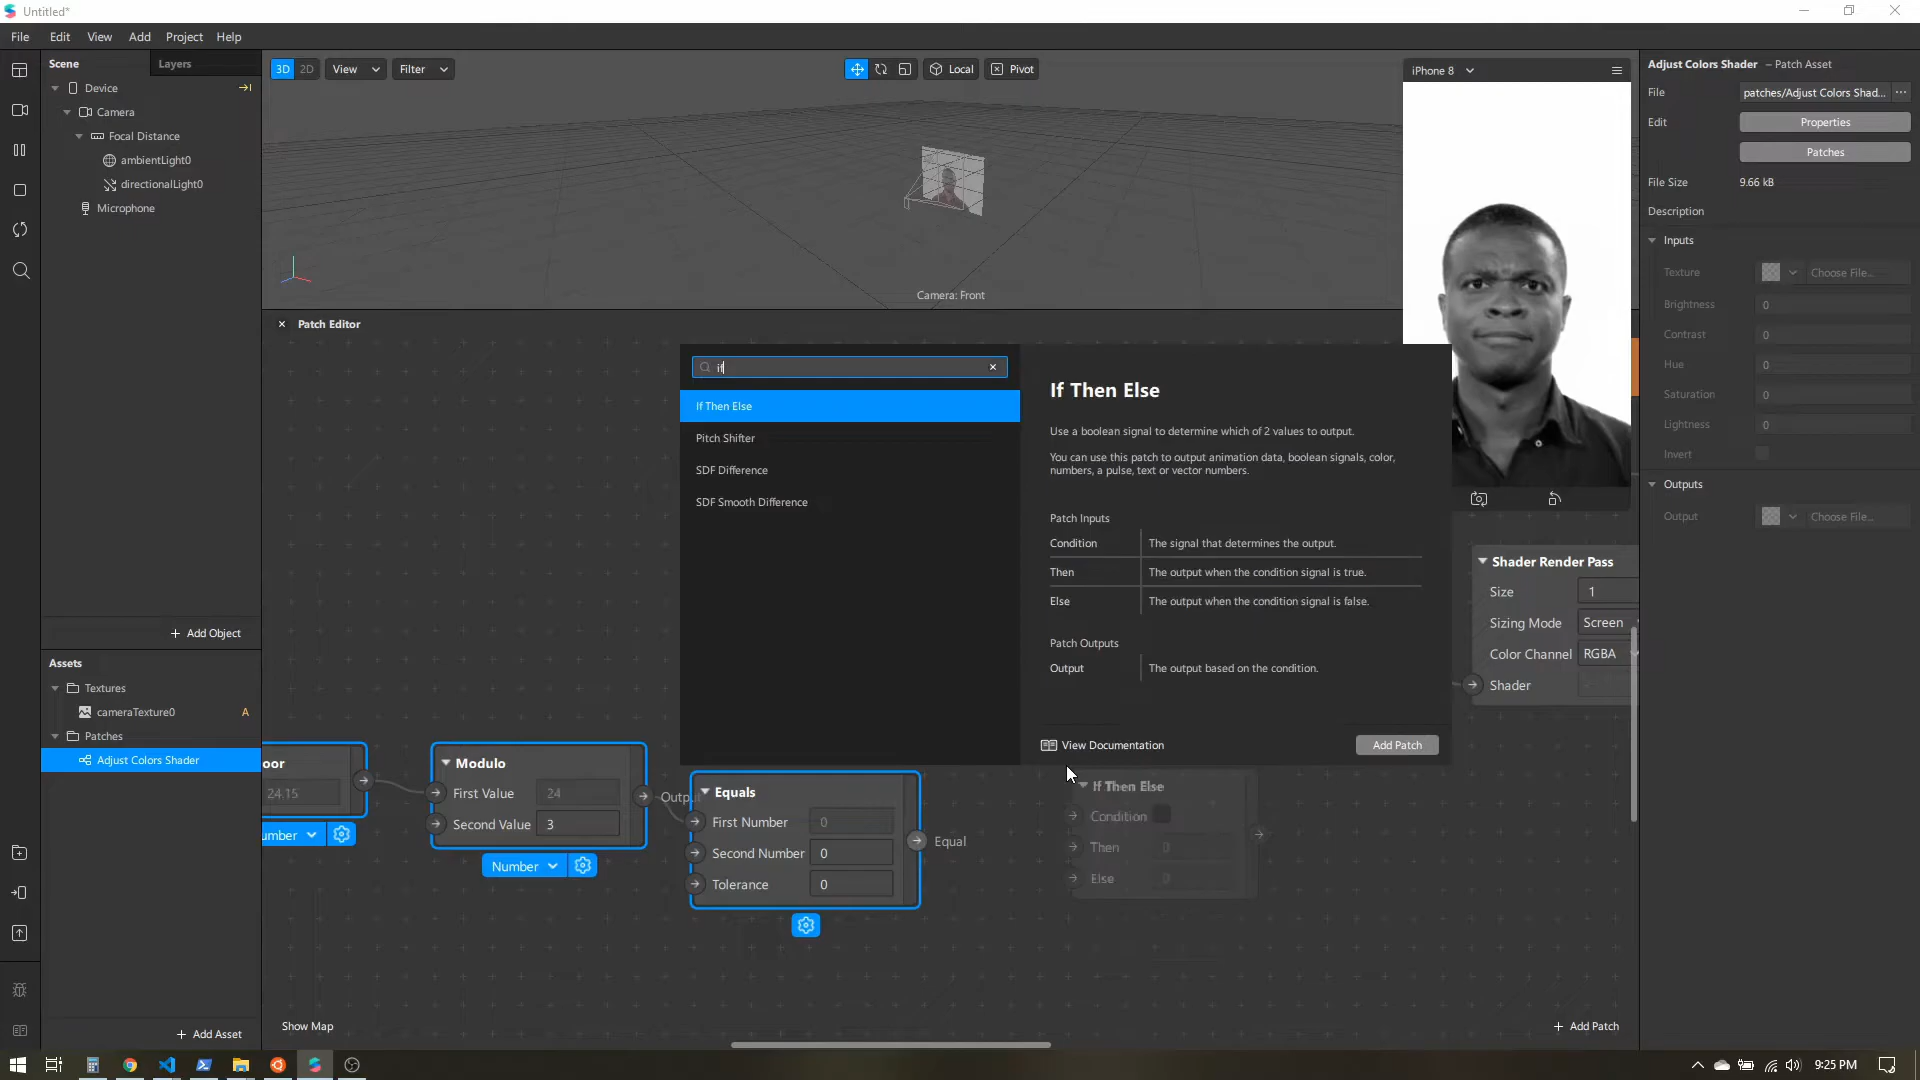 Untitled*
File Edit View Add Project Help
Scene Layers
Device
Camera
Focal Distance
ambientLight0
directionalLight0
Microphone
+ Add Object
Assets
Textures
cameraTexture0 A
Patches
Adjust Colors Shader
+ Add Asset
3D 2D View Filter
Local Pivot
Camera: Front
iPhone 8
Patch Editor
if
If Then Else
Pitch Shifter
SDF Difference
SDF Smooth Difference
If Then Else
Use a boolean signal to determine which of 2 values to output.
You can use this patch to output animation data, boolean signals, color,
numbers, a pulse, text or vector numbers.
Patch Inputs
Condition The signal that determines the output.
Then The output when the condition signal is true.
Else The output when the condition signal is false.
Patch Outputs
Output The output based on the condition.
View Documentation
Add Patch
oor
24.15
umber
Modulo
First Value 24
Second Value 3
Number
Output
Equals
First Number 0
Second Number 0
Tolerance 0
Equal
If Then Else
Condition
Then 0
Else 0
Shader Render Pass
Size 1
Sizing Mode Screen
Color Channel RGBA
Shader
Show Map
+ Add Patch
Adjust Colors Shader – Patch Asset
File patches/Adjust Colors Shad... ...
Edit Properties
Patches
File Size 9.66 kB
Description
Inputs
Texture Choose File...
Brightness 0
Contrast 0
Hue 0
Saturation 0
Lightness 0
Invert
Outputs
Output Choose File...
9:25 PM